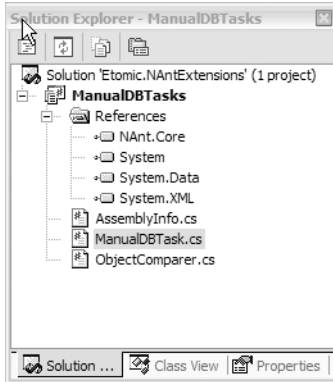 Solution Explorer - ManualDBTasks
Solution 'Etomic.NAntExtensions' (1 project)
ManualDBTasks
References
NAnt.Core
System
System.Data
System.XML
AssemblyInfo.cs
ManualDBTask.cs
ObjectComparer.cs
Solution ... Class View Properties